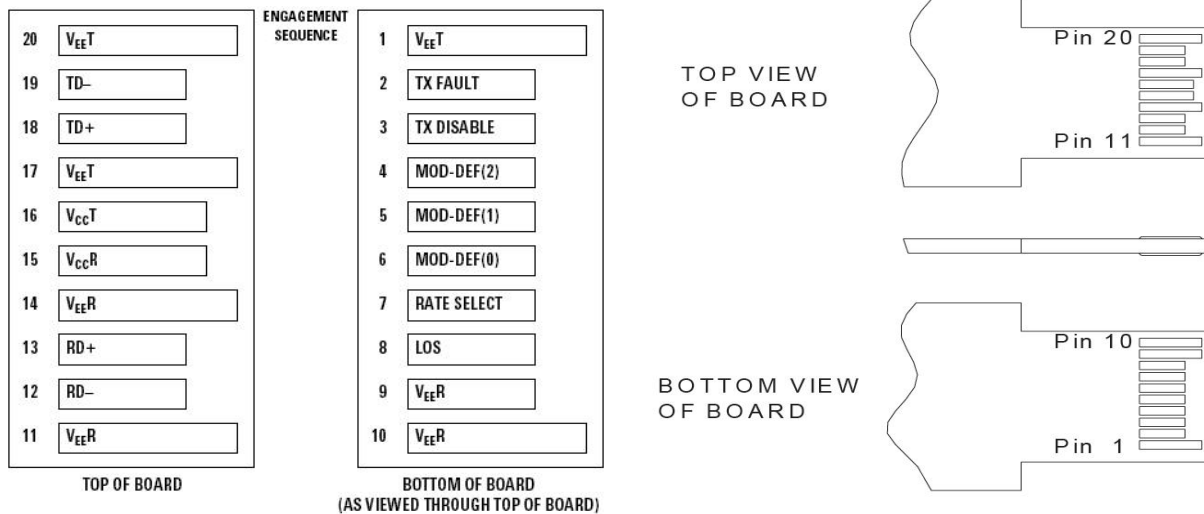 ENGAGEMENT
SEQUENCE
20 VEET
19 TD–
18 TD+
17 VEET
16 VCCT
15 VCCR
14 VEER
13 RD+
12 RD–
11 VEER
TOP OF BOARD
1 VEET
2 TX FAULT
3 TX DISABLE
4 MOD-DEF(2)
5 MOD-DEF(1)
6 MOD-DEF(0)
7 RATE SELECT
8 LOS
9 VEER
10 VEER
BOTTOM OF BOARD
(AS VIEWED THROUGH TOP OF BOARD)
TOP VIEW
OF BOARD
Pin 20
Pin 11
BOTTOM VIEW
OF BOARD
Pin 10
Pin 1